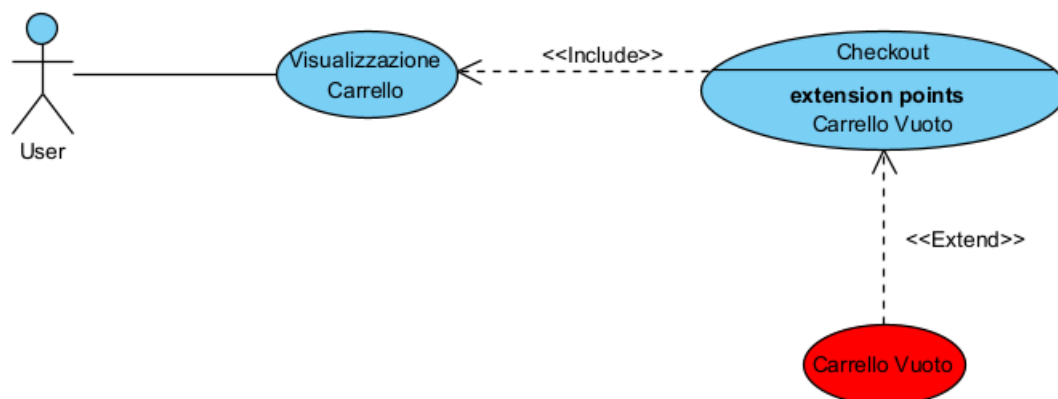 User
Visualizzazione
Carrello
<<Include>>
Checkout
extension points
Carrello Vuoto
<<Extend>>
Carrello Vuoto